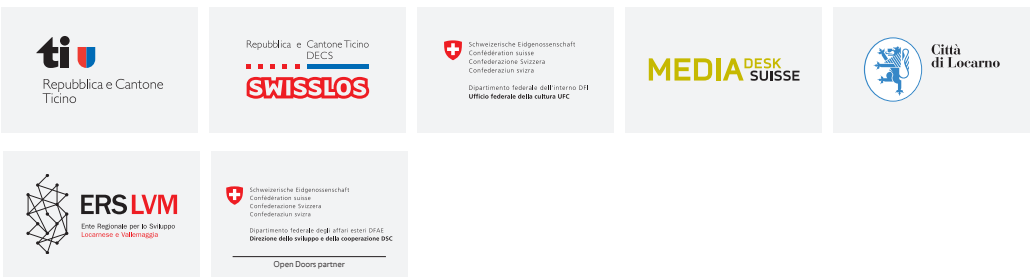 ti
Repubblica e Cantone
Ticino
Repubblica e Cantone Ticino
DECS
SWISSLOS
Schweizerische Eidgenossenschaft
Confédération suisse
Confederazione Svizzera
Confederaziun svizra
Dipartimento federale dell'interno DFI
Ufficio federale della cultura UFC
MEDIA DESK
SUISSE
Città
di Locarno
ERS LVM
Ente Regionale per lo Sviluppo
Locarnese e Vallemaggia
Schweizerische Eidgenossenschaft
Confédération suisse
Confederazione Svizzera
Confederaziun svizra
Dipartimento federale degli affari esteri DFAE
Direzione dello sviluppo e della cooperazione DSC
Open Doors partner